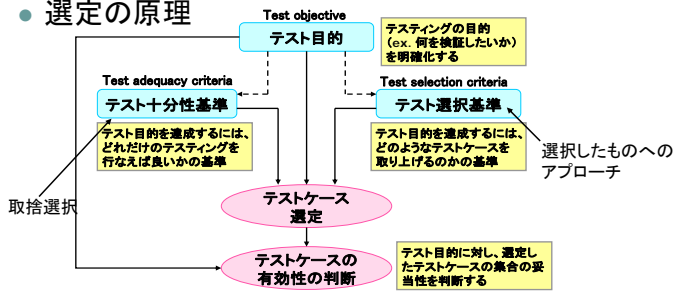 ● 選定の原理
Test objective
テスト目的
テスティングの目的
(ex. 何を検証したいか)
を明確化する
Test adequacy criteria
テスト十分性基準
Test selection criteria
テスト選択基準
テスト目的を達成するには、
どれだけのテスティングを
行なえば良いかの基準
テスト目的を達成するには、
どのようなテストケースを
取り上げるのかの基準
選択したものへの
アプローチ
取捨選択
テストケース
選定
テストケースの
有効性の判断
テスト目的に対し、選定し
たテストケースの集合の妥
当性を判断する